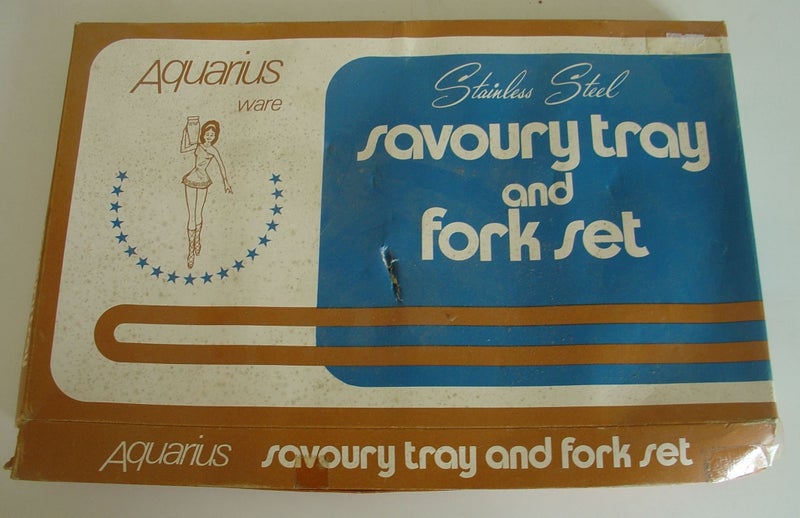 Aquarius
ware
Stainless Steel
savoury tray
and
fork set
Aquarius savoury tray and fork set